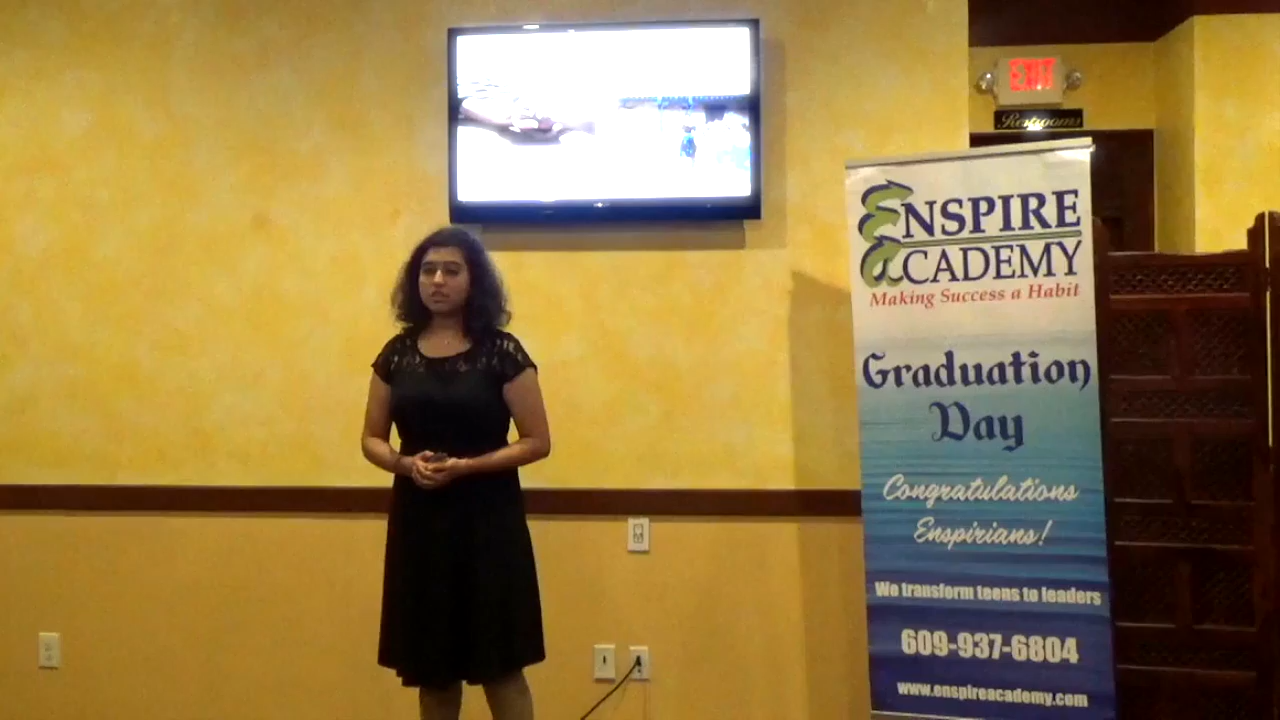 EXIT
Restrooms
ENSPIRE
ACADEMY
Making Success a Habit
Graduation
Day
Congratulations
Enspirians!
We transform teens to leaders
609-937-6804
www.enspireacademy.com